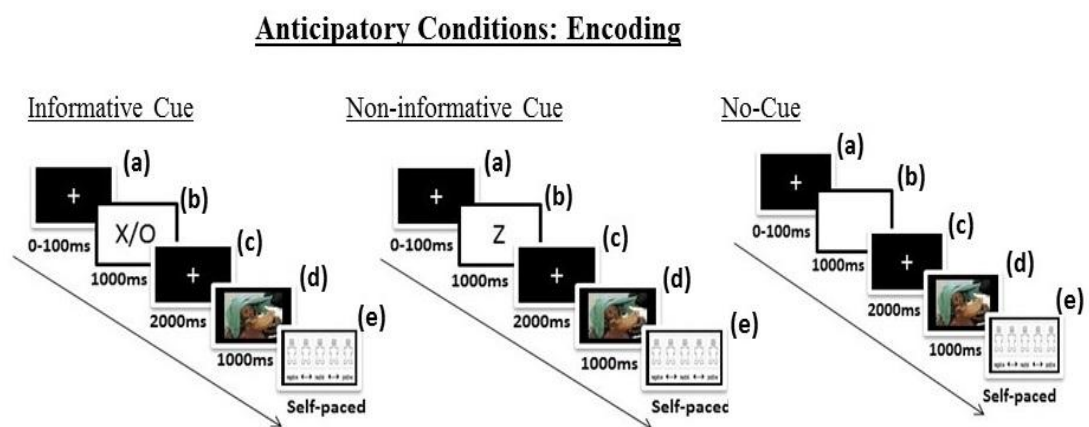 Anticipatory Conditions: Encoding
Informative Cue
(a)
+
(b)
X/O
0-100ms
(c)
+
1000ms
(d)
2000ms
(e)
1000ms
Self-paced
Non-informative Cue
(a)
+
(b)
Z
0-100ms
(c)
+
1000ms
(d)
2000ms
(e)
1000ms
Self-paced
No-Cue
(a)
+
(b)
0-100ms
(c)
+
1000ms
(d)
2000ms
(e)
1000ms
Self-paced